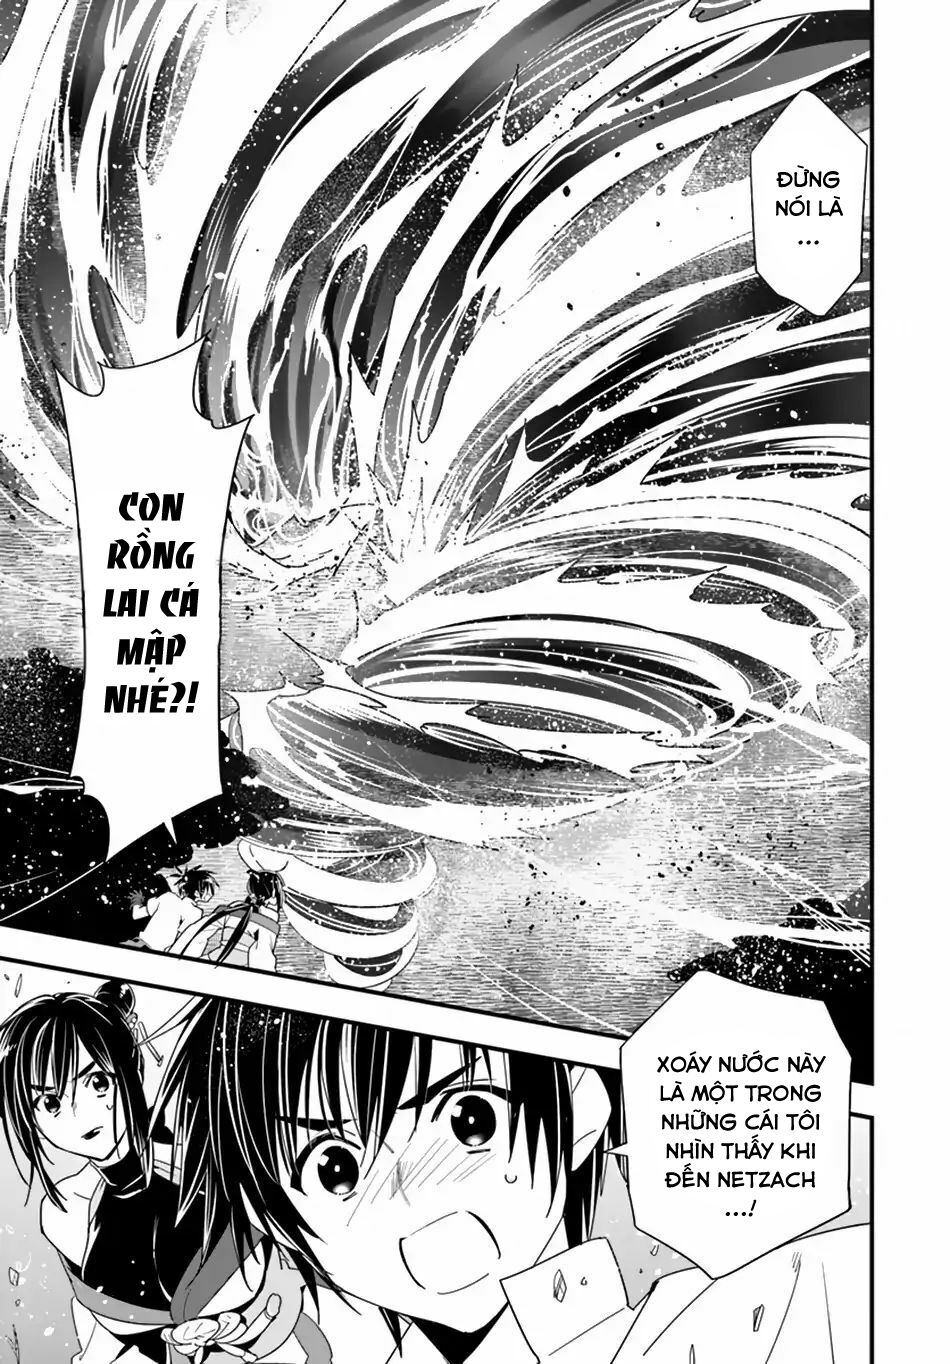 ĐỪNG
NÓI LÀ
...
CON
RỒNG
LAI CÁ
MẬP
NHÉ?!
XOÁY NƯỚC NÀY
LÀ MỘT TRONG
NHỮNG CÁI TÔI
NHÌN THẤY KHI
ĐẾN NETZACH
...!